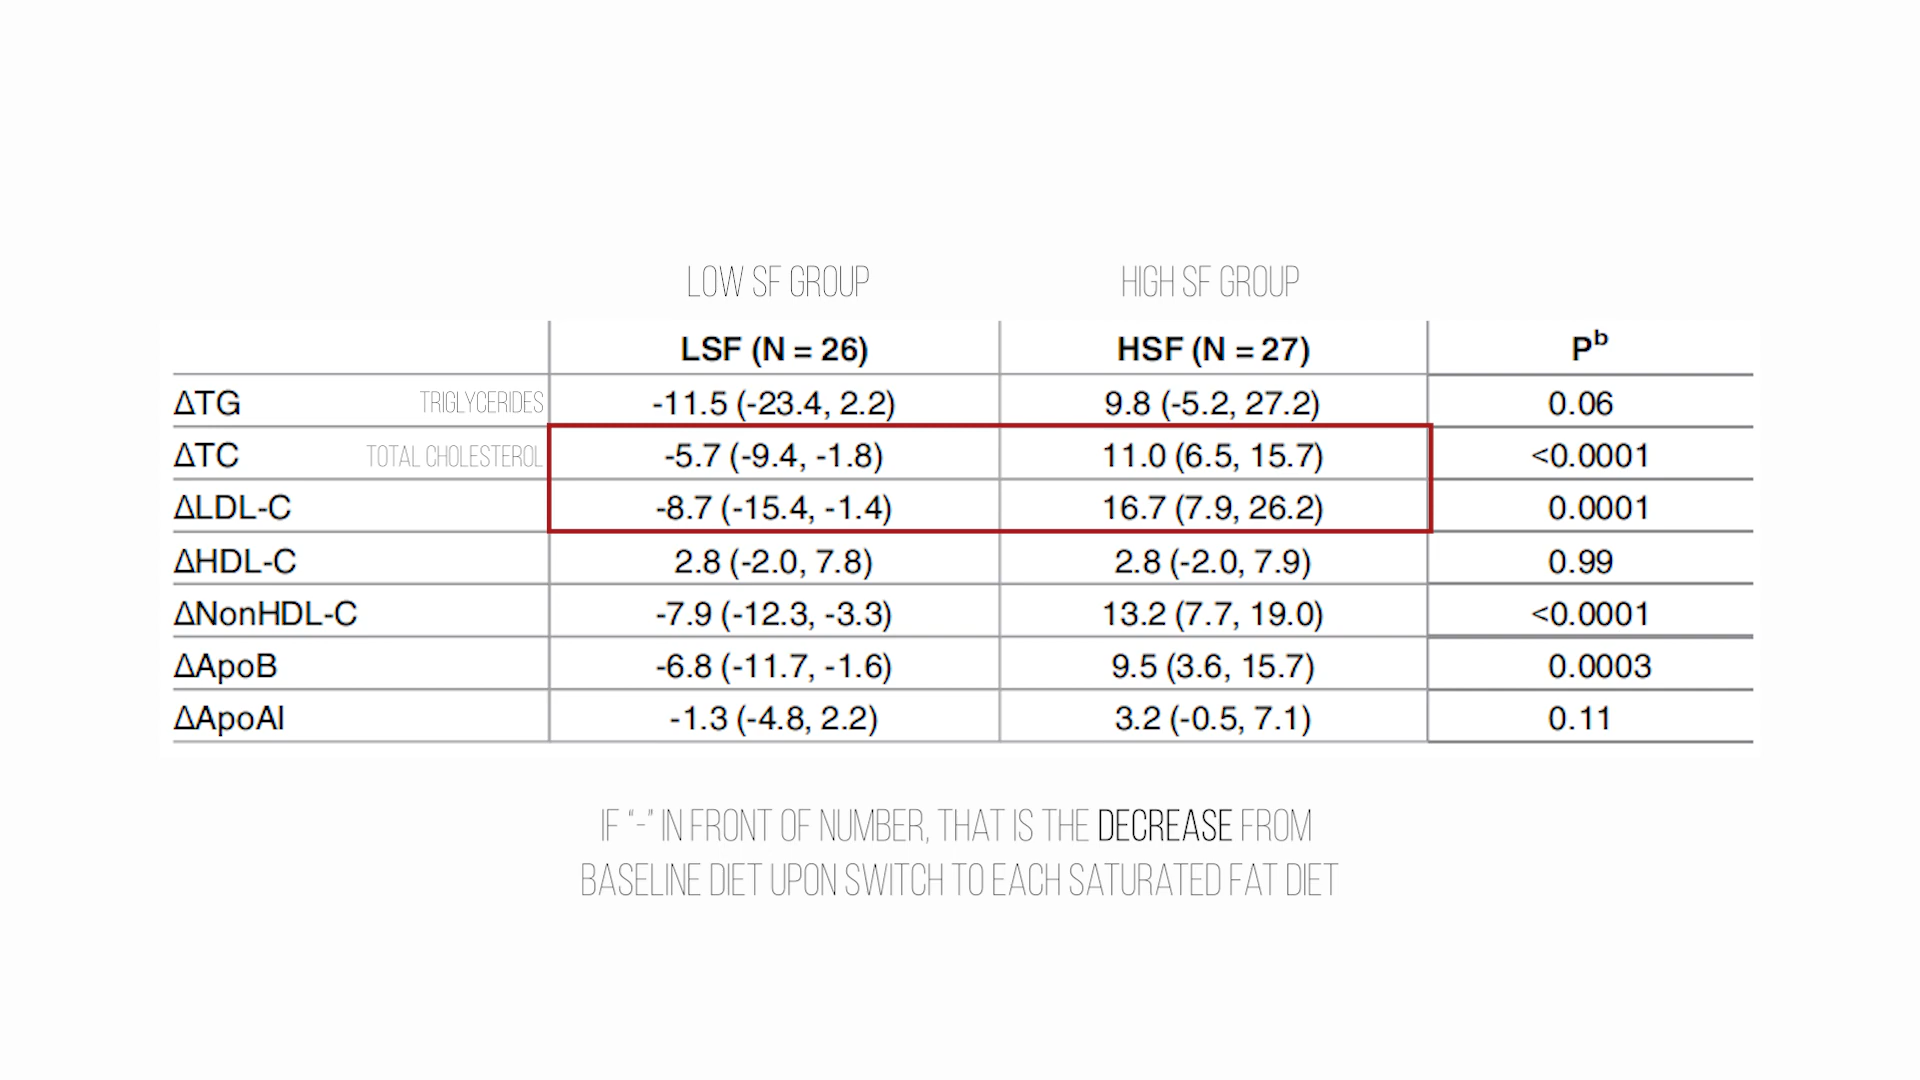 LOW SF GROUP HIGH SF GROUP
LSF (N = 26) HSF (N = 27) Pb
ΔTG TRIGLYCERIDES -11.5 (-23.4, 2.2) 9.8 (-5.2, 27.2) 0.06
ΔTC TOTAL CHOLESTEROL -5.7 (-9.4, -1.8) 11.0 (6.5, 15.7) <0.0001
ΔLDL-C -8.7 (-15.4, -1.4) 16.7 (7.9, 26.2) 0.0001
ΔHDL-C 2.8 (-2.0, 7.8) 2.8 (-2.0, 7.9) 0.99
ΔNonHDL-C -7.9 (-12.3, -3.3) 13.2 (7.7, 19.0) <0.0001
ΔApoB -6.8 (-11.7, -1.6) 9.5 (3.6, 15.7) 0.0003
ΔApoAI -1.3 (-4.8, 2.2) 3.2 (-0.5, 7.1) 0.11
IF "-" IN FRONT OF NUMBER, THAT IS THE DECREASE FROM
BASELINE DIET UPON SWITCH TO EACH SATURATED FAT DIET